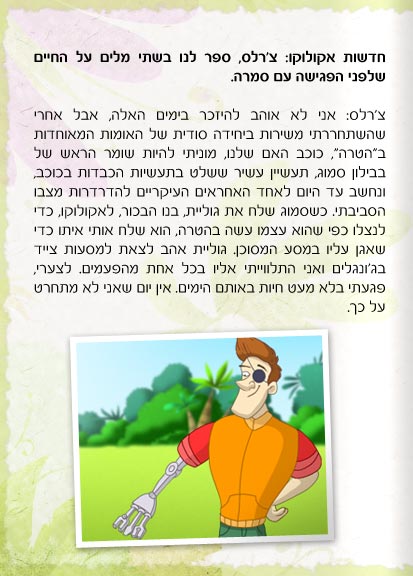 חדשות אקולוקו: צ'רלס, ספר לנו בשתי מלים על החיים
שלפני הפגישה עם סמרה.
צ'רלס: אני לא אוהב להיזכר בימים האלה, אבל אחרי
שהשתחררתי משירות ביחידה סודית של האומות המאוחדות
ב"הטרה", כוכב האם שלנו, מוניתי להיות שומר הראש של
בבילון סמוג, תעשיין עשיר ששלט בתעשיות הכבדות בכוכב,
ונחשב עד היום לאחד האחראים העיקריים להדרדרות מצבו
הסביבתי. כשסמוג שלח את גוליית, בנו הבכור, לאקולוקו, כדי
לנצלו כפי שהוא עצמו עשה בהטרה, הוא שלח אותי איתו כדי
שאגן עליו במסע המסוכן. גוליית אהב לצאת למסעות צייד
בג'ונגלים ואני התלווייתי אליו בכל אחת מהפעמים. לצערי,
פגעתי בלא מעט חיות באותם הימים. אין יום שאני לא מתחרט
על כך.